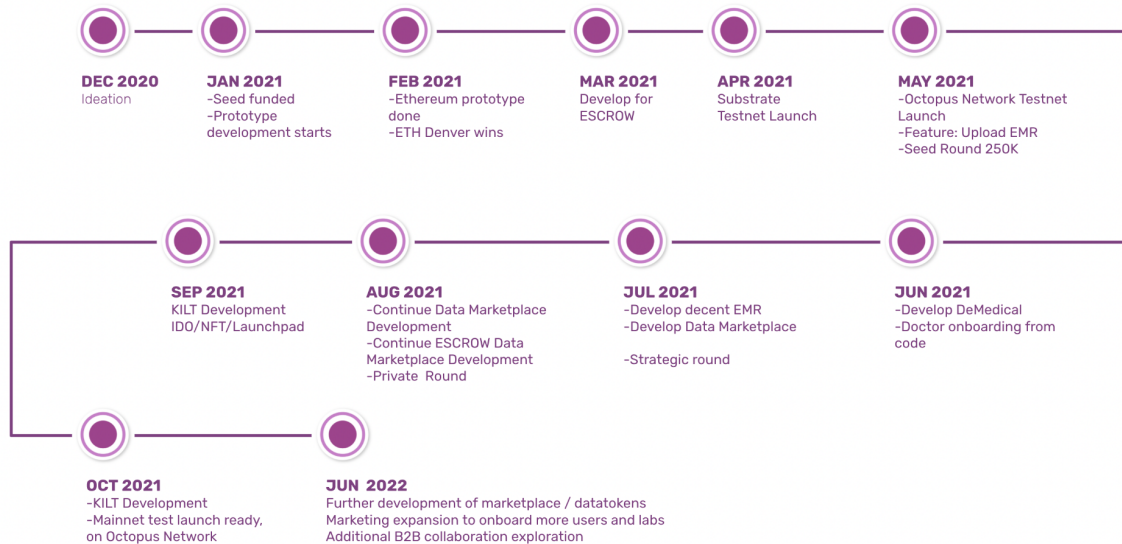 DEC 2020
Ideation
JAN 2021
-Seed funded
-Prototype
development starts
FEB 2021
-Ethereum prototype
done
-ETH Denver wins
MAR 2021
Develop for
ESCROW
APR 2021
Substrate
Testnet Launch
MAY 2021
-Octopus Network Testnet
Launch
-Feature: Upload EMR
-Seed Round 250K
JUN 2021
-Develop DeMedical
-Doctor onboarding from
code
JUL 2021
-Develop decent EMR
-Develop Data Marketplace
-Strategic round
AUG 2021
-Continue Data Marketplace
Development
-Continue ESCROW Data
Marketplace Development
-Private Round
SEP 2021
KILT Development
IDO/NFT/Launchpad
OCT 2021
-KILT Development
-Mainnet test launch ready,
on Octopus Network
JUN 2022
Further development of marketplace / datatokens
Marketing expansion to onboard more users and labs
Additional B2B collaboration exploration